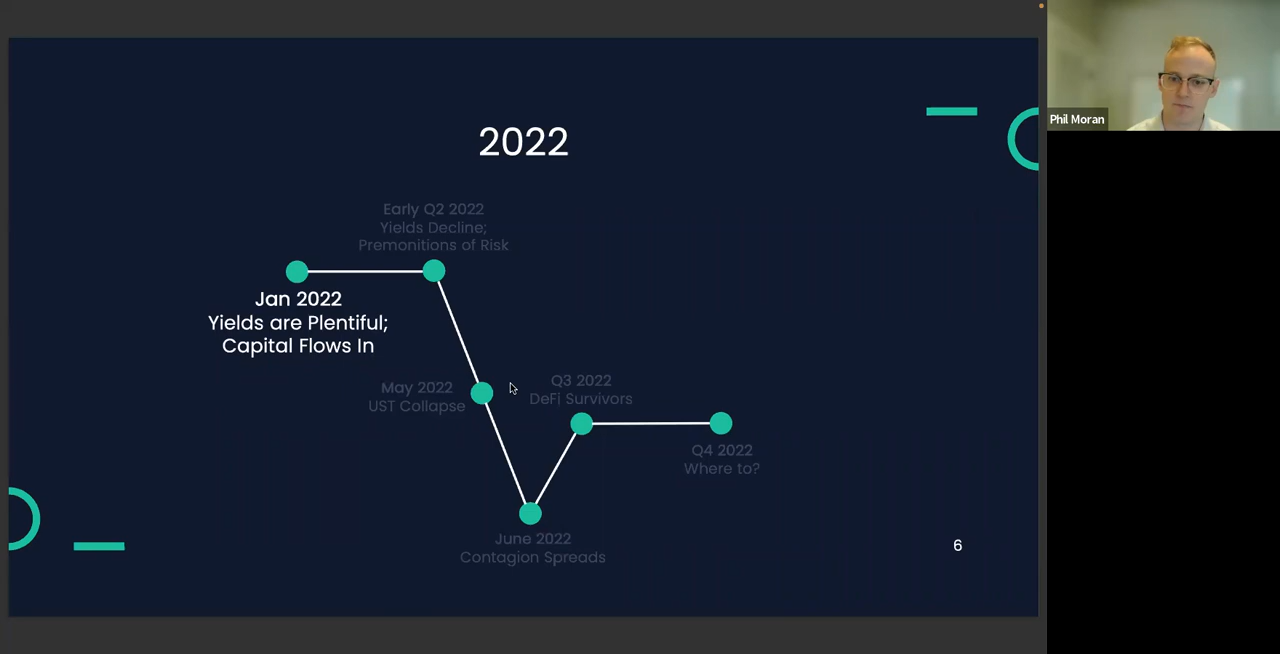 2022
Early Q2 2022
Yields Decline;
Premonitions of Risk
Jan 2022
Yields are Plentiful;
Capital Flows In
May 2022
UST Collapse
Q3 2022
DeFi Survivors
Q4 2022
Where to?
June 2022
Contagion Spreads
6
Phil Moran